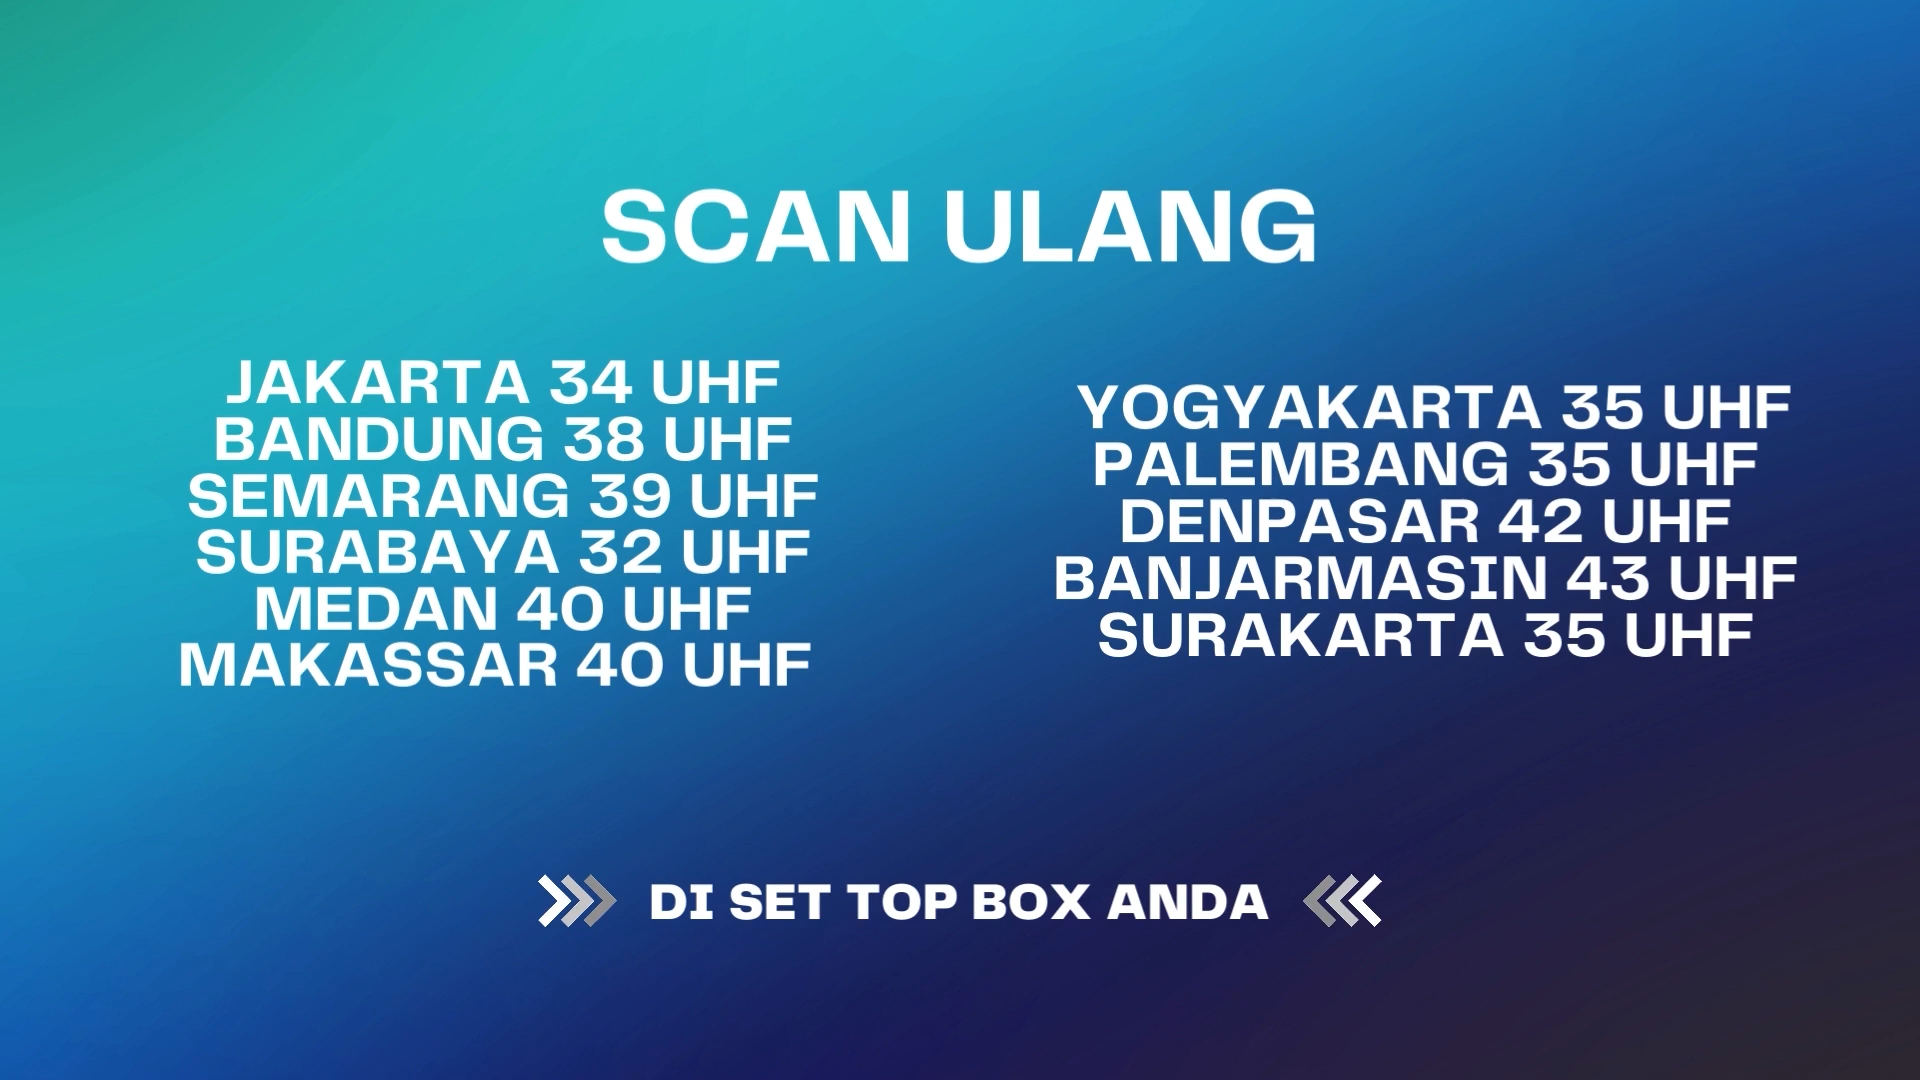 SCAN ULANG
JAKARTA 34 UHF
BANDUNG 38 UHF
SEMARANG 39 UHF
SURABAYA 32 UHF
MEDAN 40 UHF
MAKASSAR 40 UHF
YOGYAKARTA 35 UHF
PALEMBANG 35 UHF
DENPASAR 42 UHF
BANJARMASIN 43 UHF
SURAKARTA 35 UHF
DI SET TOP BOX ANDA